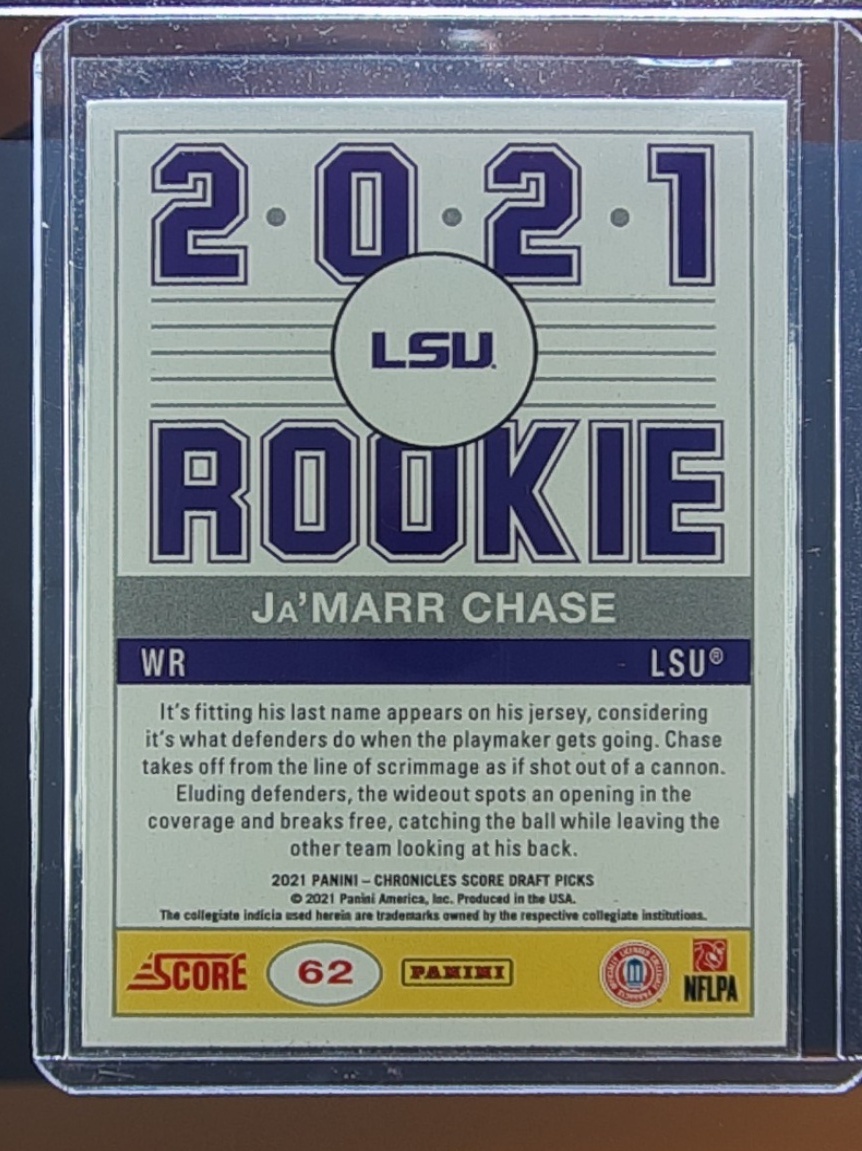 2·0·2·1
LSU
ROOKIE
JA'MARR CHASE
WR LSU®
It's fitting his last name appears on his jersey, considering
it's what defenders do when the playmaker gets going. Chase
takes off from the line of scrimmage as if shot out of a cannon.
Eluding defenders, the wideout spots an opening in the
coverage and breaks free, catching the ball while leaving the
other team looking at his back.
2021 PANINI – CHRONICLES SCORE DRAFT PICKS
© 2021 Panini America, Inc. Produced in the USA.
The collegiate indicia used herein are trademarks owned by the respective collegiate institutions.
SCORE 62 PANINI NFLPA